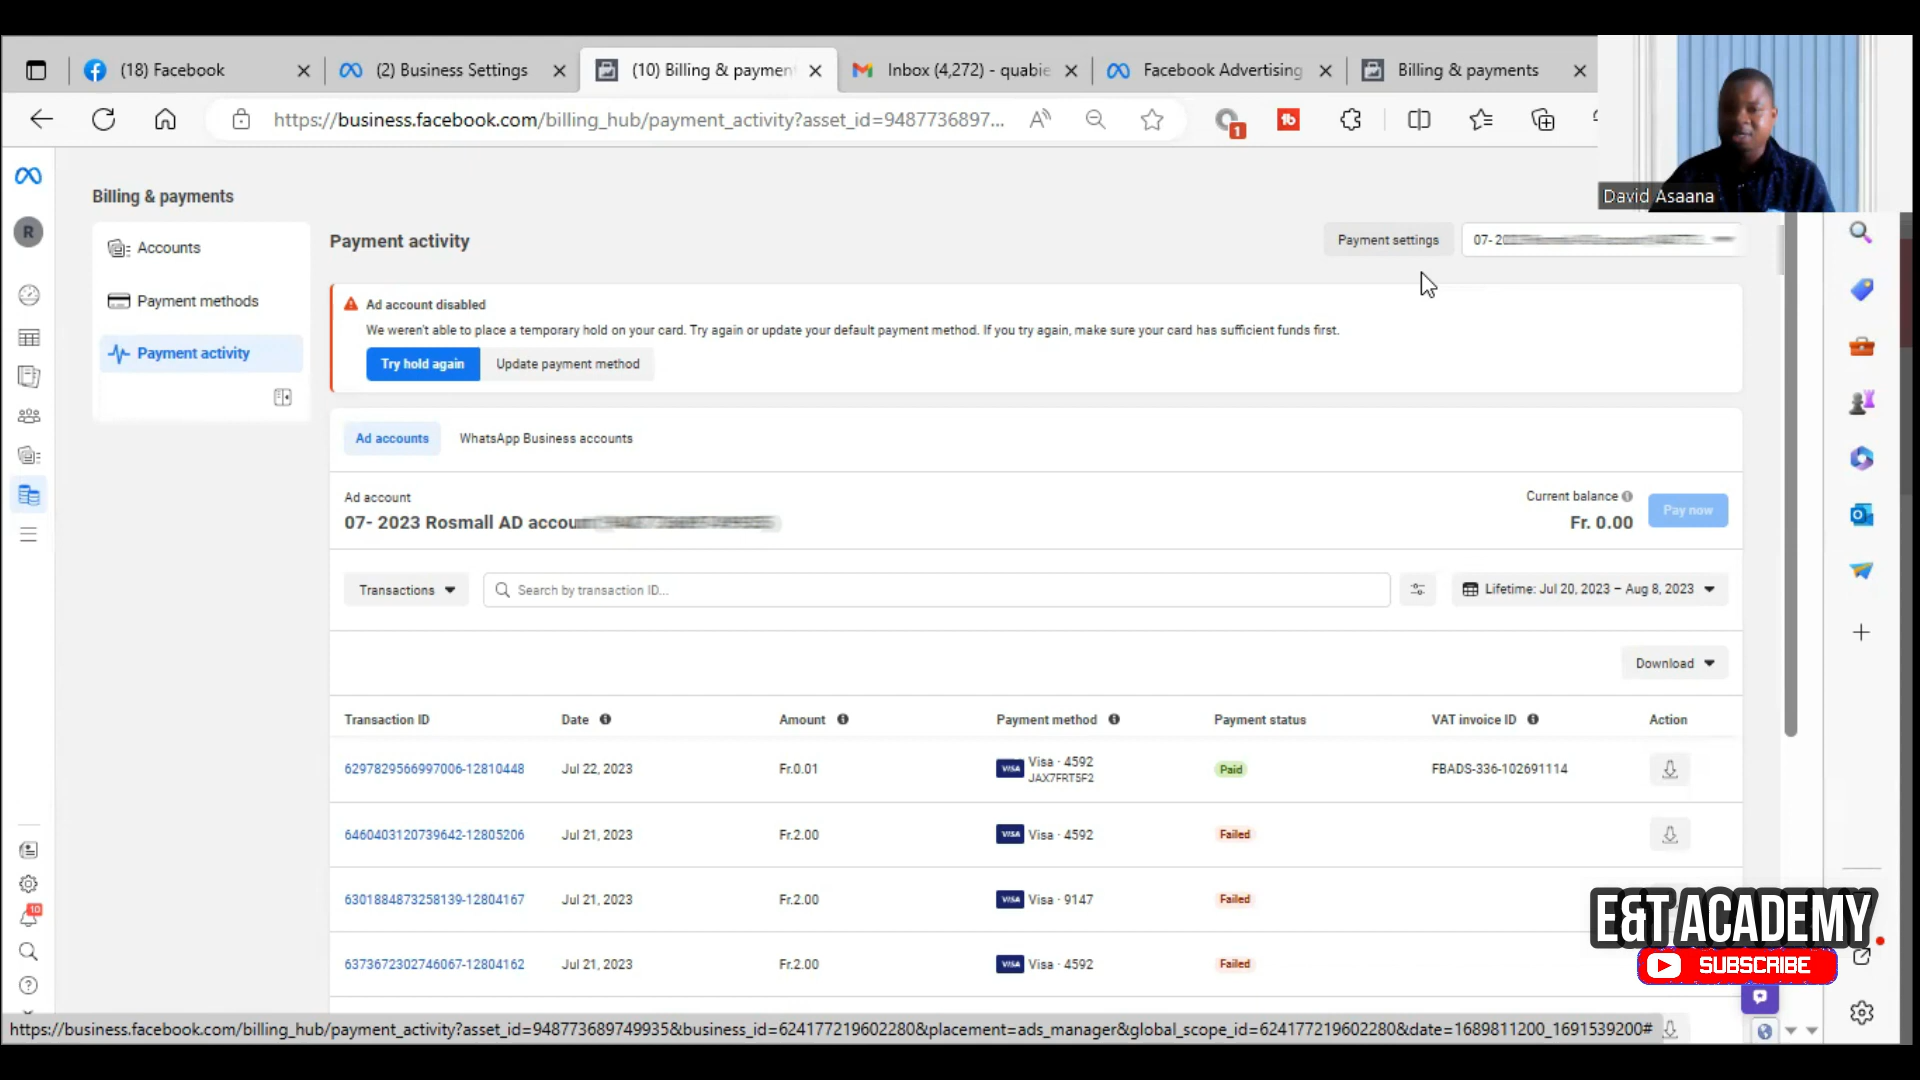 (18) Facebook
(2) Business Settings
(10) Billing & paymen
Inbox (4,272) - quabie
Facebook Advertising
Billing & payments
https://business.facebook.com/billing_hub/payment_activity?asset_id=9487736897...
1
David Asaana
R
Billing & payments
Accounts
Payment methods
Payment activity
Payment activity
Payment settings
07- 20
Ad account disabled
We weren't able to place a temporary hold on your card. Try again or update your default payment method. If you try again, make sure your card has sufficient funds first.
Try hold again
Update payment method
Ad accounts
WhatsApp Business accounts
Ad account
07- 2023 Rosmall AD accoun
Current balance
Fr. 0.00
Pay now
Transactions
Search by transaction ID...
Lifetime: Jul 20, 2023 – Aug 8, 2023
Download
Transaction ID Date Amount Payment method Payment status VAT invoice ID Action
6297829566997006-12810448 Jul 22, 2023 Fr.0.01 VISA Visa · 4592 Paid FBADS-336-102691114
JAX7FRT5F2
6460403120739642-12805206 Jul 21, 2023 Fr.2.00 VISA Visa · 4592 Failed
6301884873258139-12804167 Jul 21, 2023 Fr.2.00 VISA Visa · 9147 Failed
6373672302746067-12804162 Jul 21, 2023 Fr.2.00 VISA Visa · 4592 Failed
10
E&T ACADEMY
SUBSCRIBE
https://business.facebook.com/billing_hub/payment_activity?asset_id=948773689749935&business_id=624177219602280&placement=ads_manager&global_scope_id=624177219602280&date=1689811200_1691539200#